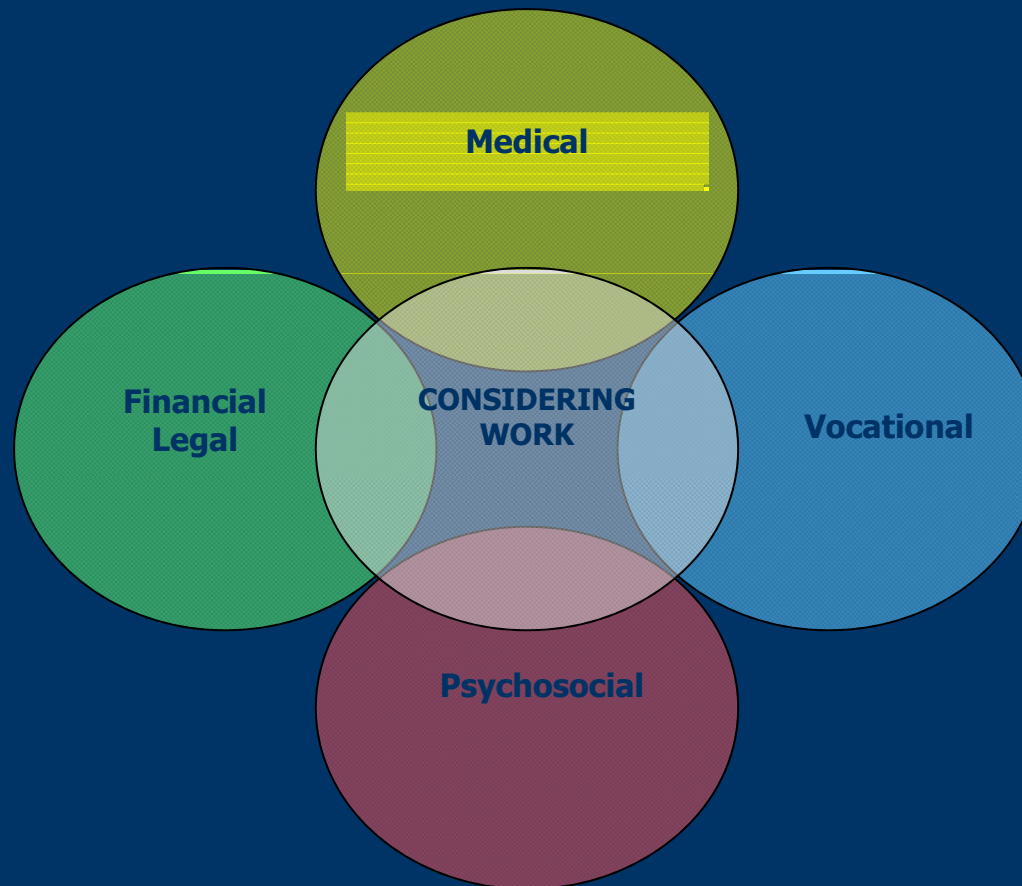 Medical
Financial
Legal
CONSIDERING
WORK
Vocational
Psychosocial